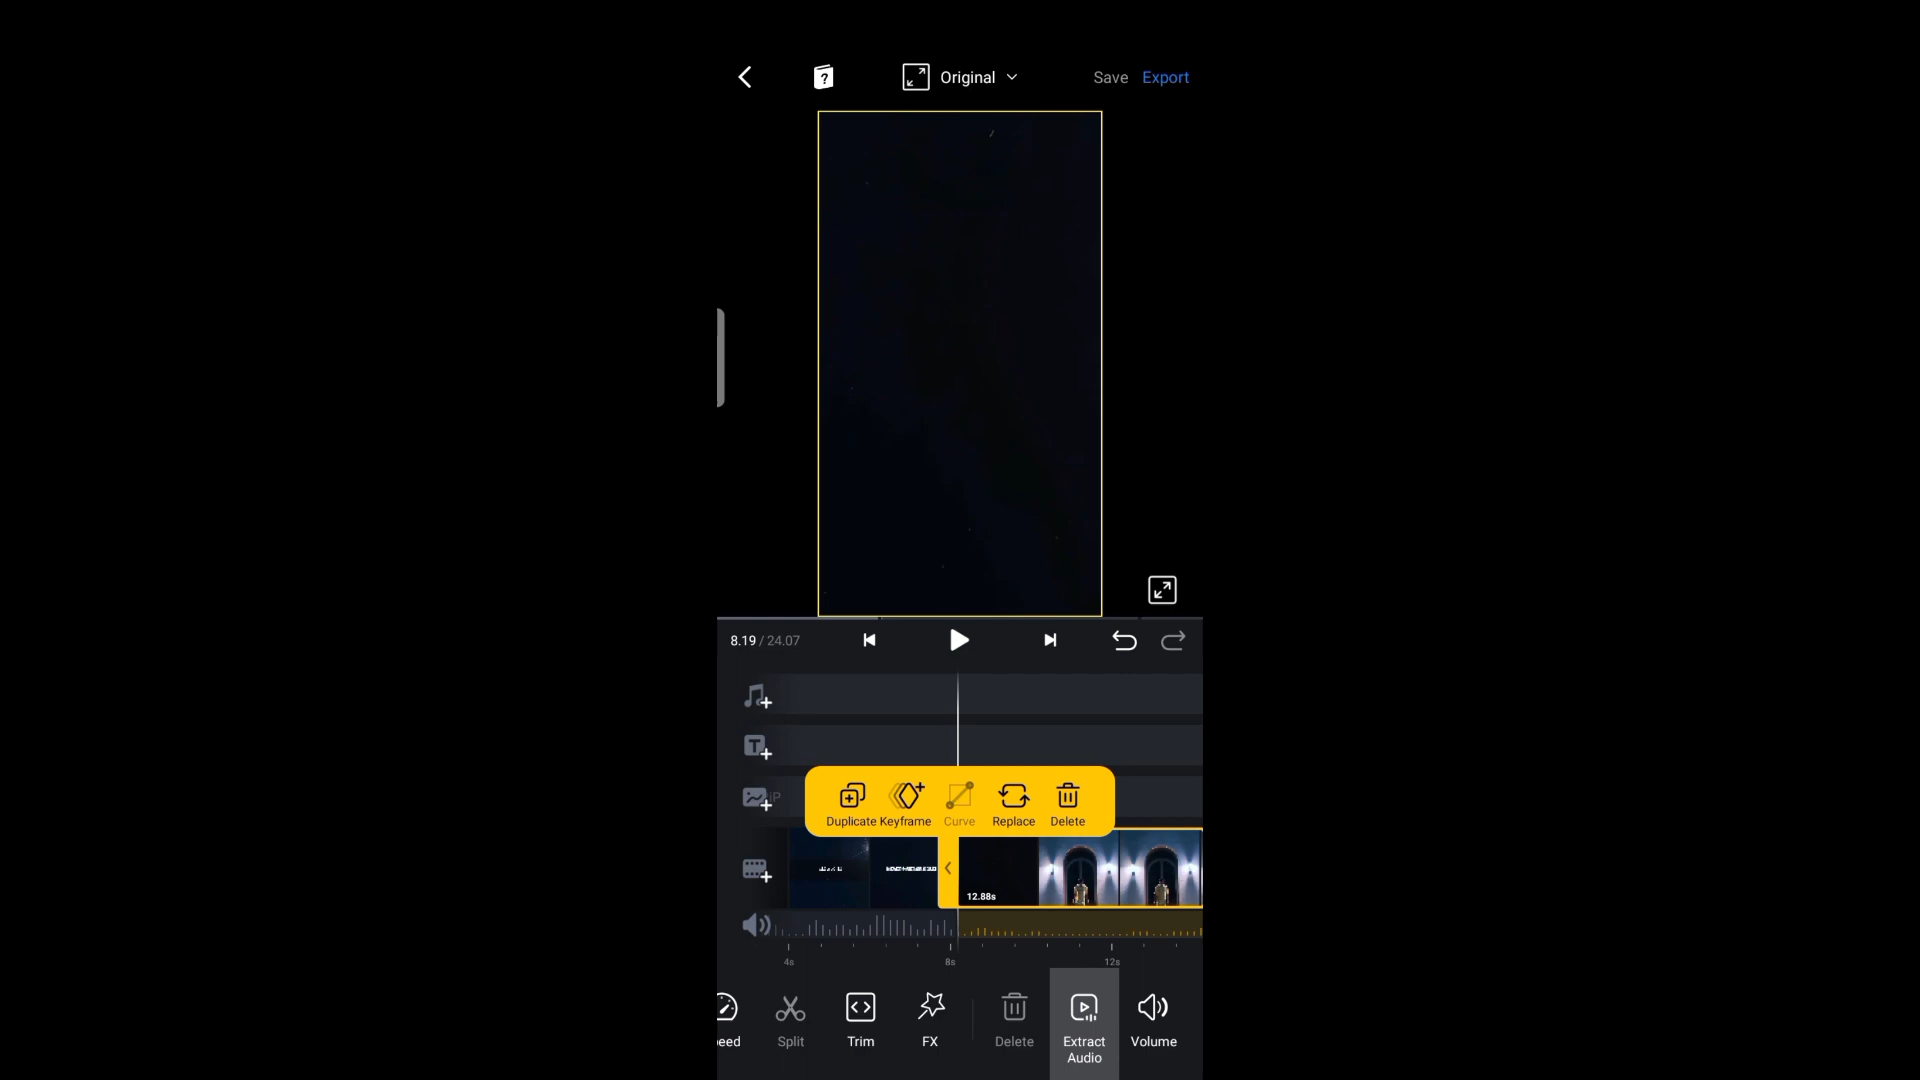 Original
Save
Export
8.19 / 24.07
Duplicate
Keyframe
Curve
Replace
Delete
12.88s
4s
8s
12s
eed
Split
Trim
FX
Delete
Extract
Audio
Volume